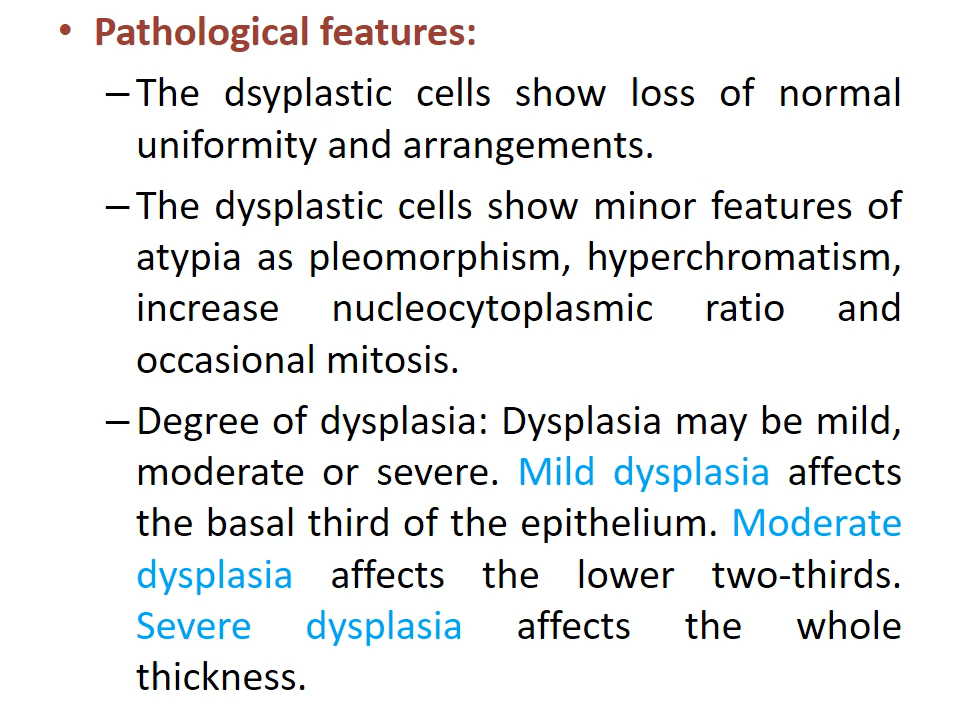 • Pathological features:
– The dsyplastic cells show loss of normal
uniformity and arrangements.
– The dysplastic cells show minor features of
atypia as pleomorphism, hyperchromatism,
increase nucleocytoplasmic ratio and
occasional mitosis.
– Degree of dysplasia: Dysplasia may be mild,
moderate or severe. Mild dysplasia affects
the basal third of the epithelium. Moderate
dysplasia affects the lower two-thirds.
Severe dysplasia affects the whole
thickness.